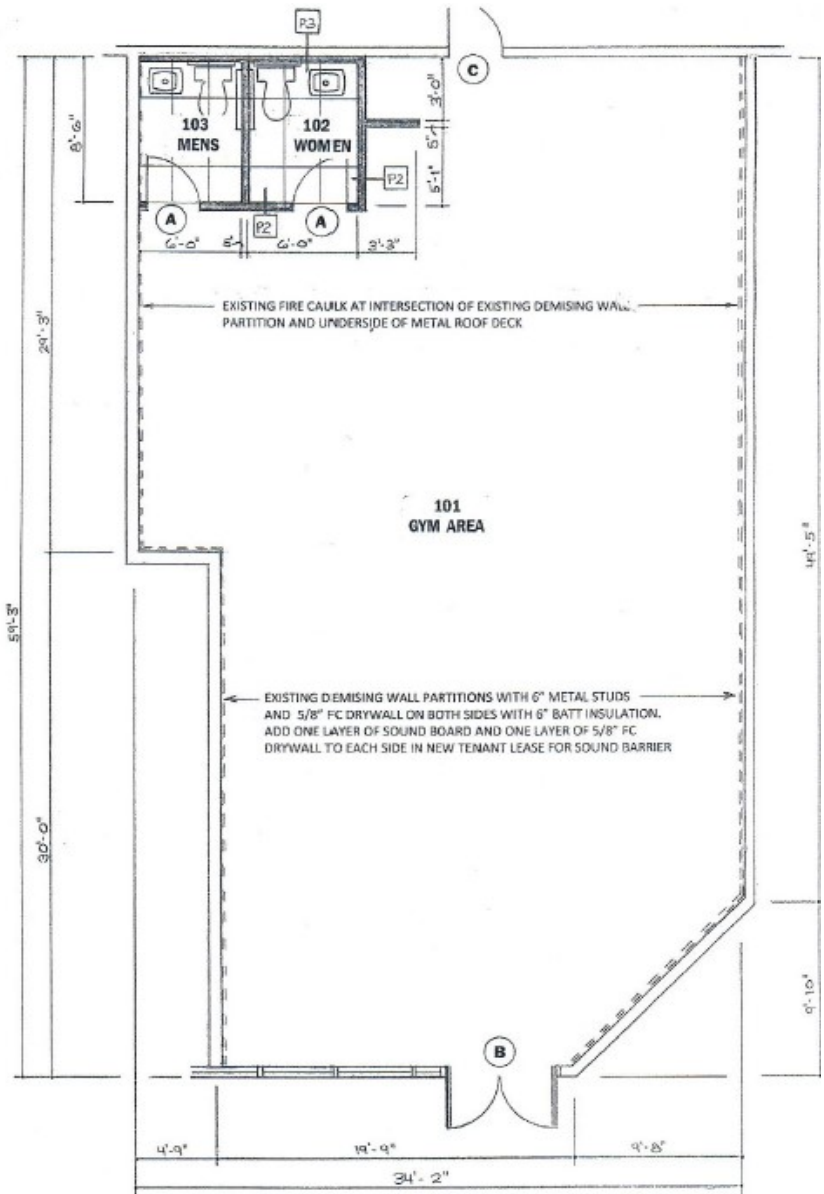 P3
C
103
MENS
102
WOMEN
8'-6"
3'-0"
5"
5'-1"
P2
A
P2
A
6'-0"
5"
6'-0"
3'-3"
EXISTING FIRE CAULK AT INTERSECTION OF EXISTING DEMISING WALL
PARTITION AND UNDERSIDE OF METAL ROOF DECK
29'-3"
101
GYM AREA
49'-5"
59'-3"
EXISTING DEMISING WALL PARTITIONS WITH 6" METAL STUDS
AND 5/8" FC DRYWALL ON BOTH SIDES WITH 6" BATT INSULATION.
ADD ONE LAYER OF SOUND BOARD AND ONE LAYER OF 5/8" FC
DRYWALL TO EACH SIDE IN NEW TENANT LEASE FOR SOUND BARRIER
30'-0"
9'-10"
B
4'-9"
19'-9"
9'-8"
34'-2"